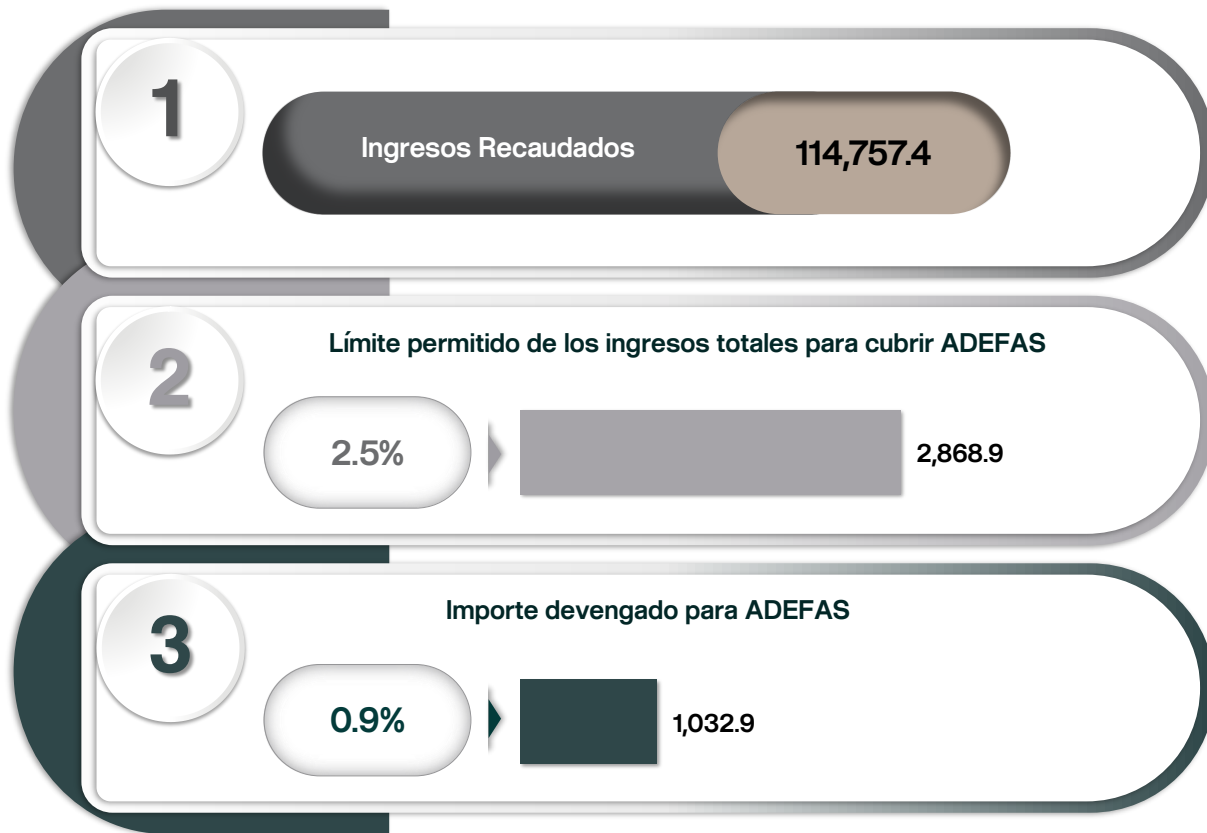 1
Ingresos Recaudados
114,757.4
2
Límite permitido de los ingresos totales para cubrir ADEFAS
2.5%
2,868.9
3
Importe devengado para ADEFAS
0.9%
1,032.9